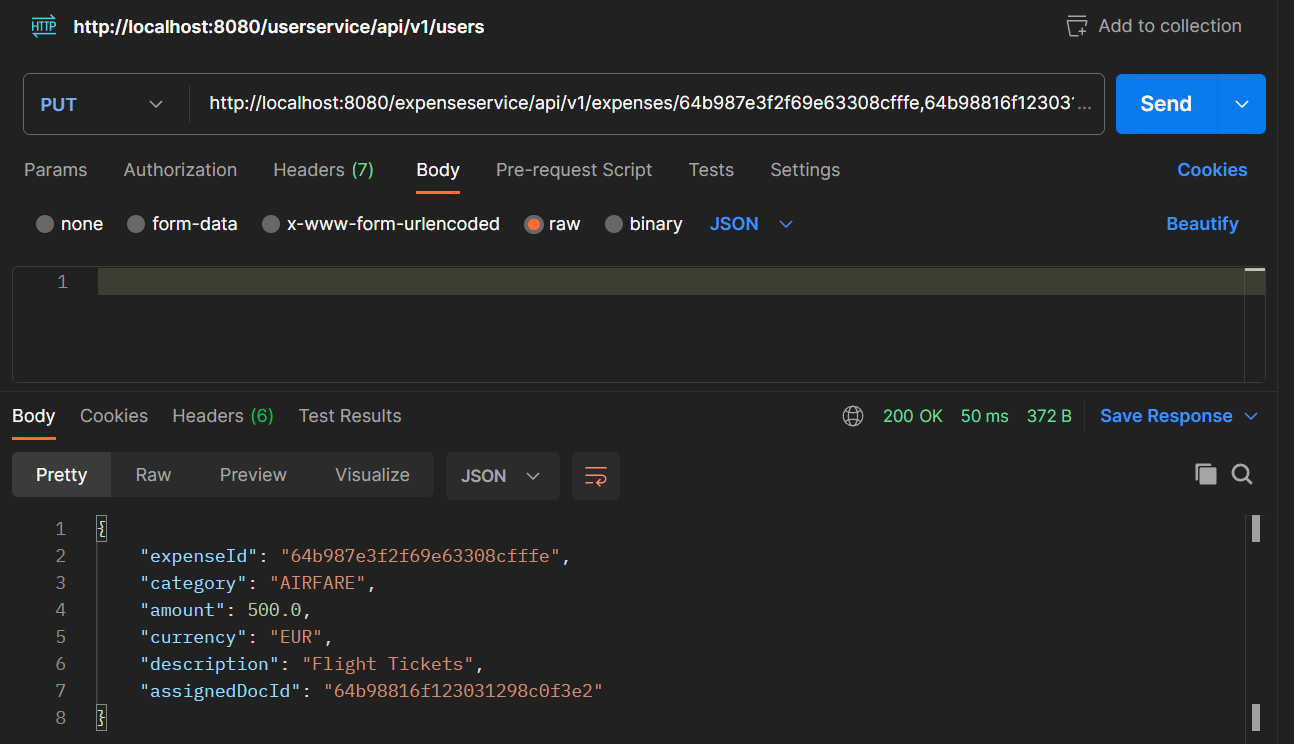 HTTP http://localhost:8080/userservice/api/v1/users Add to collection
PUT http://localhost:8080/expenseservice/api/v1/expenses/64b987e3f2f69e63308cfffe,64b98816f12303 ... Send
Params Authorization Headers (7) Body Pre-request Script Tests Settings Cookies
none form-data x-www-form-urlencoded raw binary JSON Beautify
1
Body Cookies Headers (6) Test Results 200 OK 50 ms 372 B Save Response
Pretty Raw Preview Visualize JSON
1 {
2 "expenseId": "64b987e3f2f69e63308cfffe",
3 "category": "AIRFARE",
4 "amount": 500.0,
5 "currency": "EUR",
6 "description": "Flight Tickets",
7 "assignedDocId": "64b98816f123031298c0f3e2"
8 }